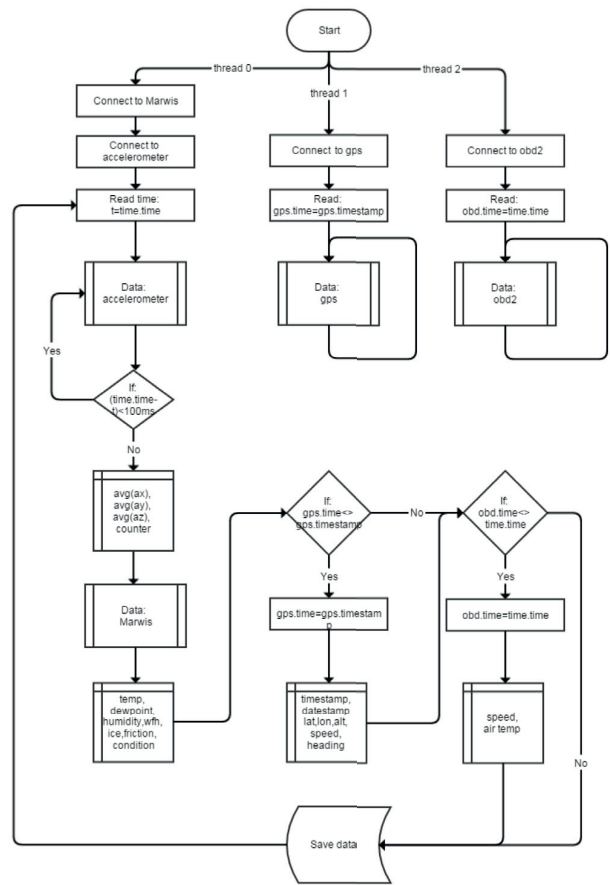 Start
thread 0
thread 1
thread 2
Connect to Marwis
Connect to
accelerometer
Connect to gps
Connect to obd2
Read time:
t=time.time
Read:
gps.time=gps.timestamp
Read:
obd.time=time.time
Data:
accelerometer
Data:
gps
Data:
obd2
Yes
If:
(time.time-
t)<100ms
No
avg(ax),
avg(ay),
avg(az),
counter
If:
gps.time<>
gps.timestamp
No
If:
obd.time<>
time.time
Yes
Yes
Data:
Marwis
gps.time=gps.timestam
p
obd.time=time.time
temp,
dewpoint,
humidity,wfh,
ice,friction,
condition
timestamp,
datestamp
lat,lon,alt,
speed,
heading
speed,
air temp
No
Save data